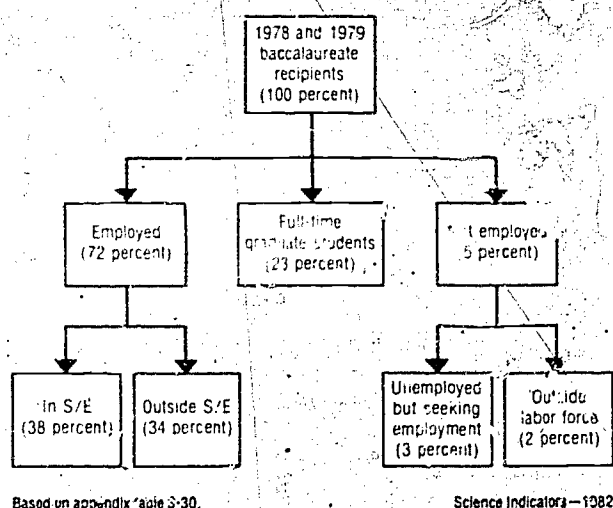 1978 and 1979
baccalaureate
recipients
(100 percent)
Employed
(72 percent)
Full-time
graduate students
(23 percent)
employed
(5 percent)
In S/E
(38 percent)
Outside S/E
(34 percent)
Unemployed
but seeking
employment
(3 percent)
Outside
labor force
(2 percent)
Based on appendix table 3-30.
Science Indicators—1982